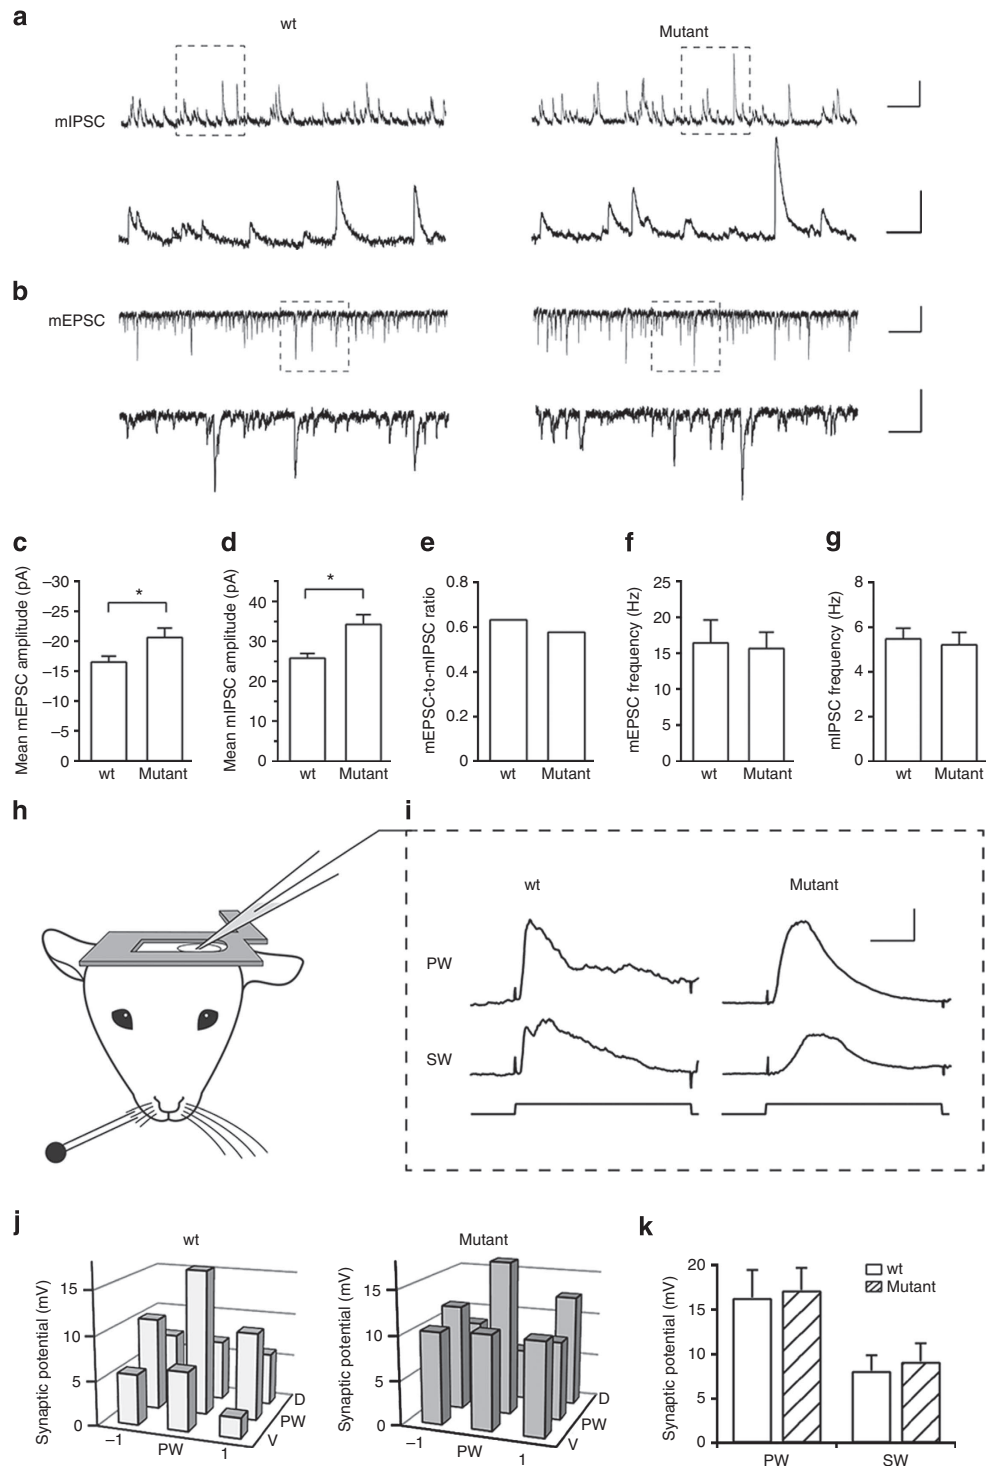 a
wt
Mutant
mIPSC
b
mEPSC
c
d
e
f
g
Mean mEPSC amplitude (pA)
–30
–25
–20
–15
–10
–5
0
*
wt Mutant
Mean mIPSC amplitude (pA)
40
30
20
10
0
*
wt Mutant
mEPSC-to-mIPSC ratio
0.8
0.6
0.4
0.2
0
wt Mutant
mEPSC frequency (Hz)
25
20
15
10
5
0
wt Mutant
mIPSC frequency (Hz)
8
6
4
2
0
wt Mutant
h
i
wt
Mutant
PW
SW
j
wt
Synaptic potential (mV)
15
10
5
0
–1
PW
1
V
PW
D
Mutant
Synaptic potential (mV)
15
10
5
0
–1
PW
1
V
PW
D
k
Synaptic potential (mV)
20
15
10
5
0
wt
Mutant
PW SW